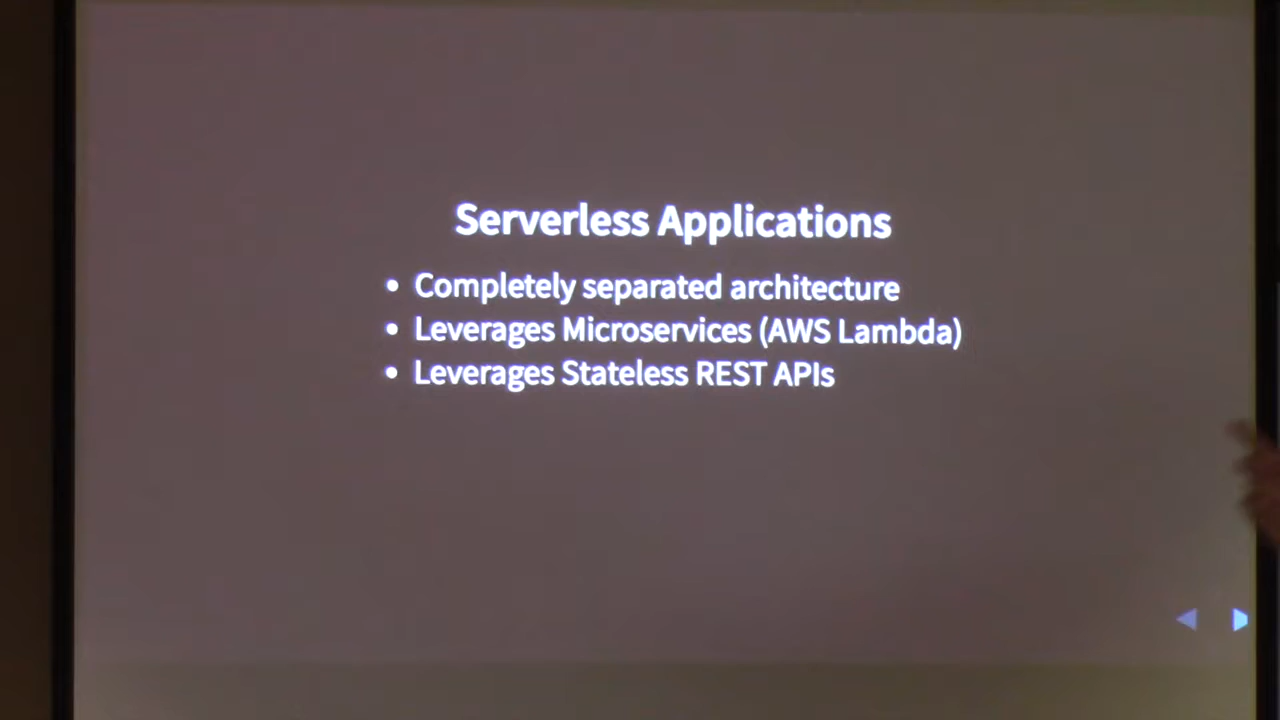 Serverless Applications
• Completely separated architecture
• Leverages Microservices (AWS Lambda)
• Leverages Stateless REST APIs